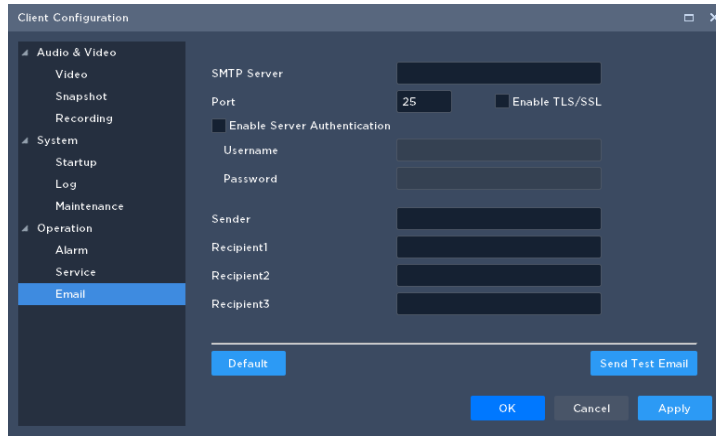 Client Configuration
Audio & Video
Video
Snapshot
Recording
System
Startup
Log
Maintenance
Operation
Alarm
Service
Email
SMTP Server
Port 25 Enable TLS/SSL
Enable Server Authentication
Username
Password
Sender
Recipient1
Recipient2
Recipient3
Default Send Test Email
OK Cancel Apply